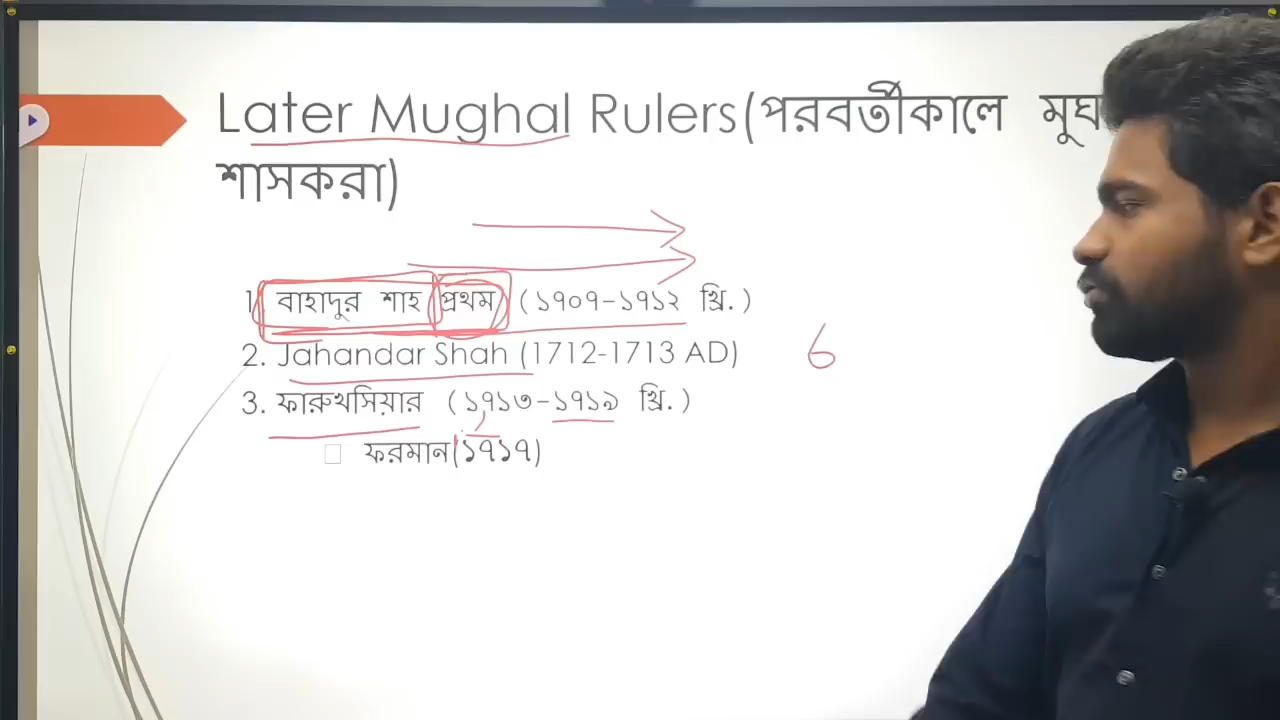 Later Mughal Rulers(পরবর্তীকালে
শাসকরা)
1 বাহাদুর শাহ প্রথম (১৭০৭-১৭১২ খ্রি.)
2. Jahandar Shah (1712-1713 AD) 6
3. ফারুখসিয়ার (১৭১৩-১৭১৯ খ্রি.)
ফরমান(১৭১৭)